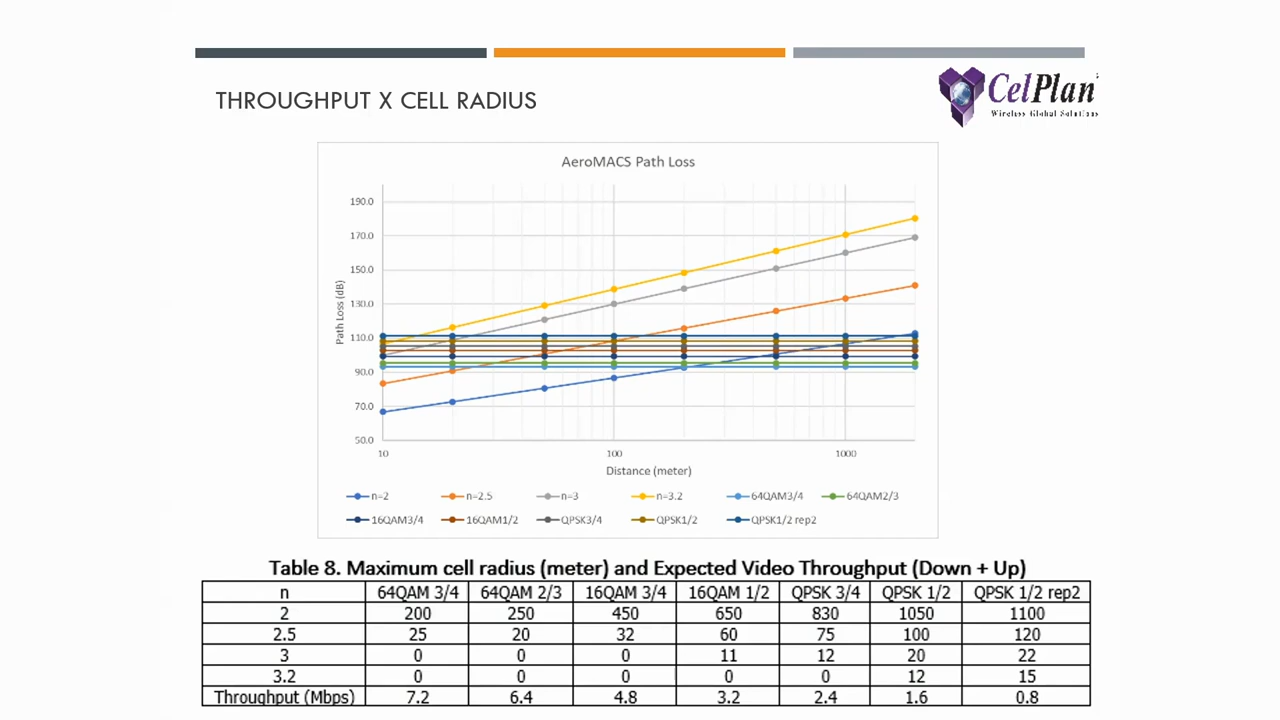 THROUGHPUT X CELL RADIUS
CelPlan
Wireless Global Solutions
AeroMACS Path Loss
190.0
170.0
150.0
130.0
110.0
90.0
70.0
50.0
Path Loss (dB)
10 100 1000
Distance (meter)
n=2 n=2.5 n=3 n=3.2 64QAM3/4 64QAM2/3
16QAM3/4 16QAM1/2 QPSK3/4 QPSK1/2 QPSK1/2 rep2
Table 8. Maximum cell radius (meter) and Expected Video Throughput (Down + Up)
n 64QAM 3/4 64QAM 2/3 16QAM 3/4 16QAM 1/2 QPSK 3/4 QPSK 1/2 QPSK 1/2 rep2
2 200 250 450 650 830 1050 1100
2.5 25 20 32 60 75 100 120
3 0 0 0 11 12 20 22
3.2 0 0 0 0 0 12 15
Throughput (Mbps) 7.2 6.4 4.8 3.2 2.4 1.6 0.8